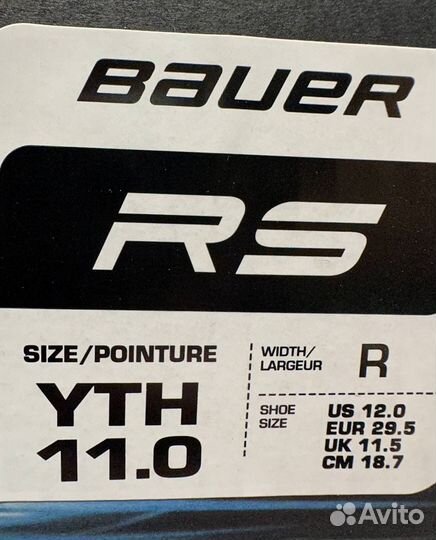 BAUER
RS
SIZE/POINTURE
YTH
11.0
WIDTH/
LARGEUR
R
SHOE
SIZE
US 12.0
EUR 29.5
UK 11.5
CM 18.7
Avito